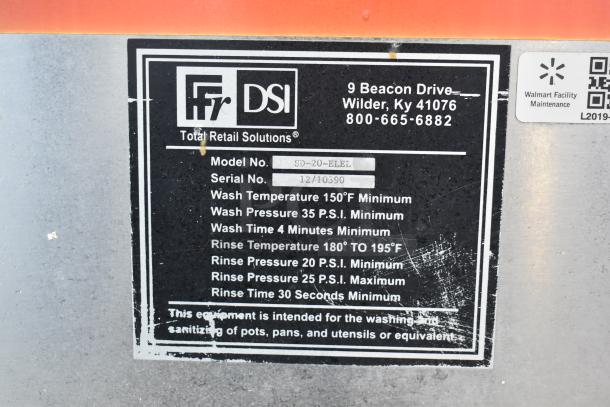 Ffr DSI
Total Retail Solutions®
9 Beacon Drive
Wilder, Ky 41076
800-665-6882
Model No. SD-20-ELEL
Serial No. 12/10390
Wash Temperature 150°F Minimum
Wash Pressure 35 P.S.I. Minimum
Wash Time 4 Minutes Minimum
Rinse Temperature 180° TO 195°F
Rinse Pressure 20 P.S.I. Minimum
Rinse Pressure 25 P.S.I. Maximum
Rinse Time 30 Seconds Minimum
This equipment is intended for the washing and
sanitizing of pots, pans, and utensils or equivalent.
Walmart Facility
Maintenance
L2019-